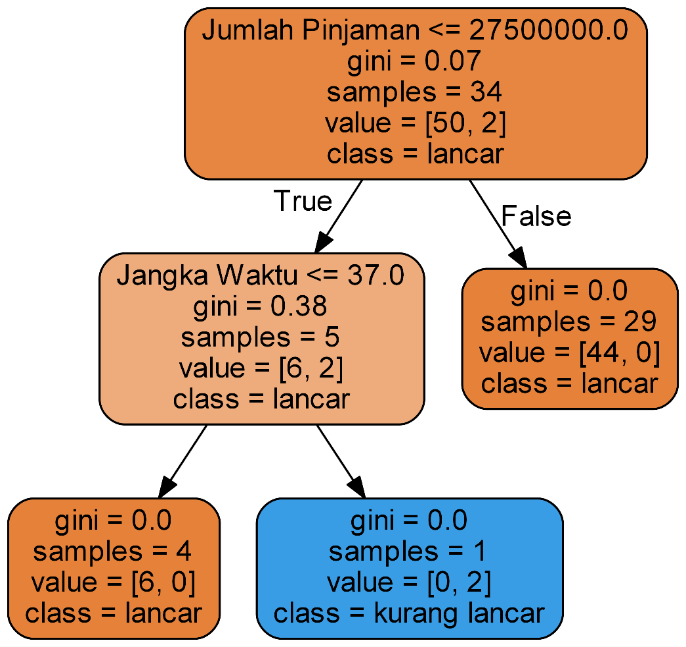 Jumlah Pinjaman <= 27500000.0
gini = 0.07
samples = 34
value = [50, 2]
class = lancar
True
False
Jangka Waktu <= 37.0
gini = 0.38
samples = 5
value = [6, 2]
class = lancar
gini = 0.0
samples = 29
value = [44, 0]
class = lancar
gini = 0.0
samples = 4
value = [6, 0]
class = lancar
gini = 0.0
samples = 1
value = [0, 2]
class = kurang lancar